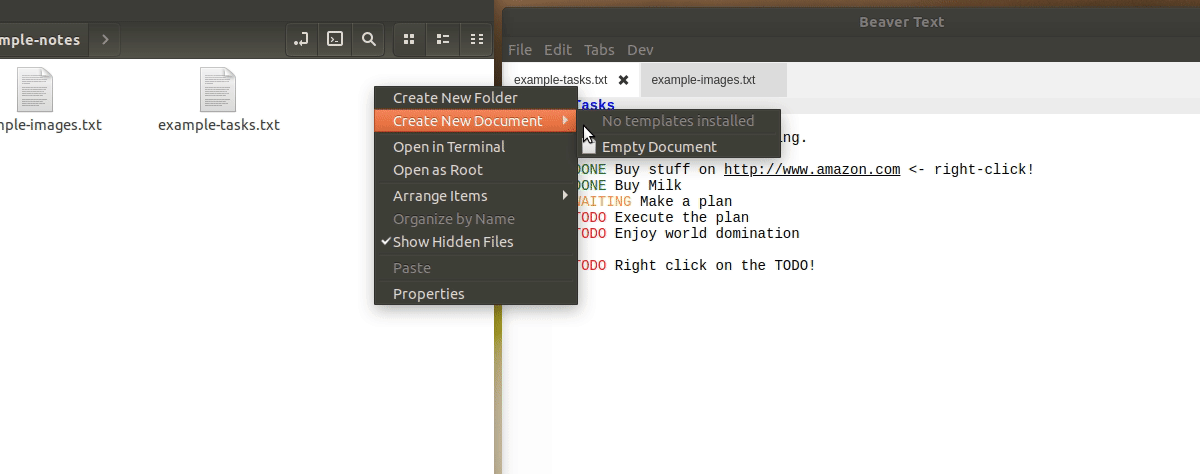 mple-notes
mple-images.txt
example-tasks.txt
Create New Folder
Create New Document
Open in Terminal
Open as Root
Arrange Items
Organize by Name
Show Hidden Files
Paste
Properties
No templates installed
Empty Document
Beaver Text
File Edit Tabs Dev
example-tasks.txt example-images.txt
Tasks
ing.
DONE Buy stuff on http://www.amazon.com <- right-click!
DONE Buy Milk
WAITING Make a plan
TODO Execute the plan
TODO Enjoy world domination
TODO Right click on the TODO!